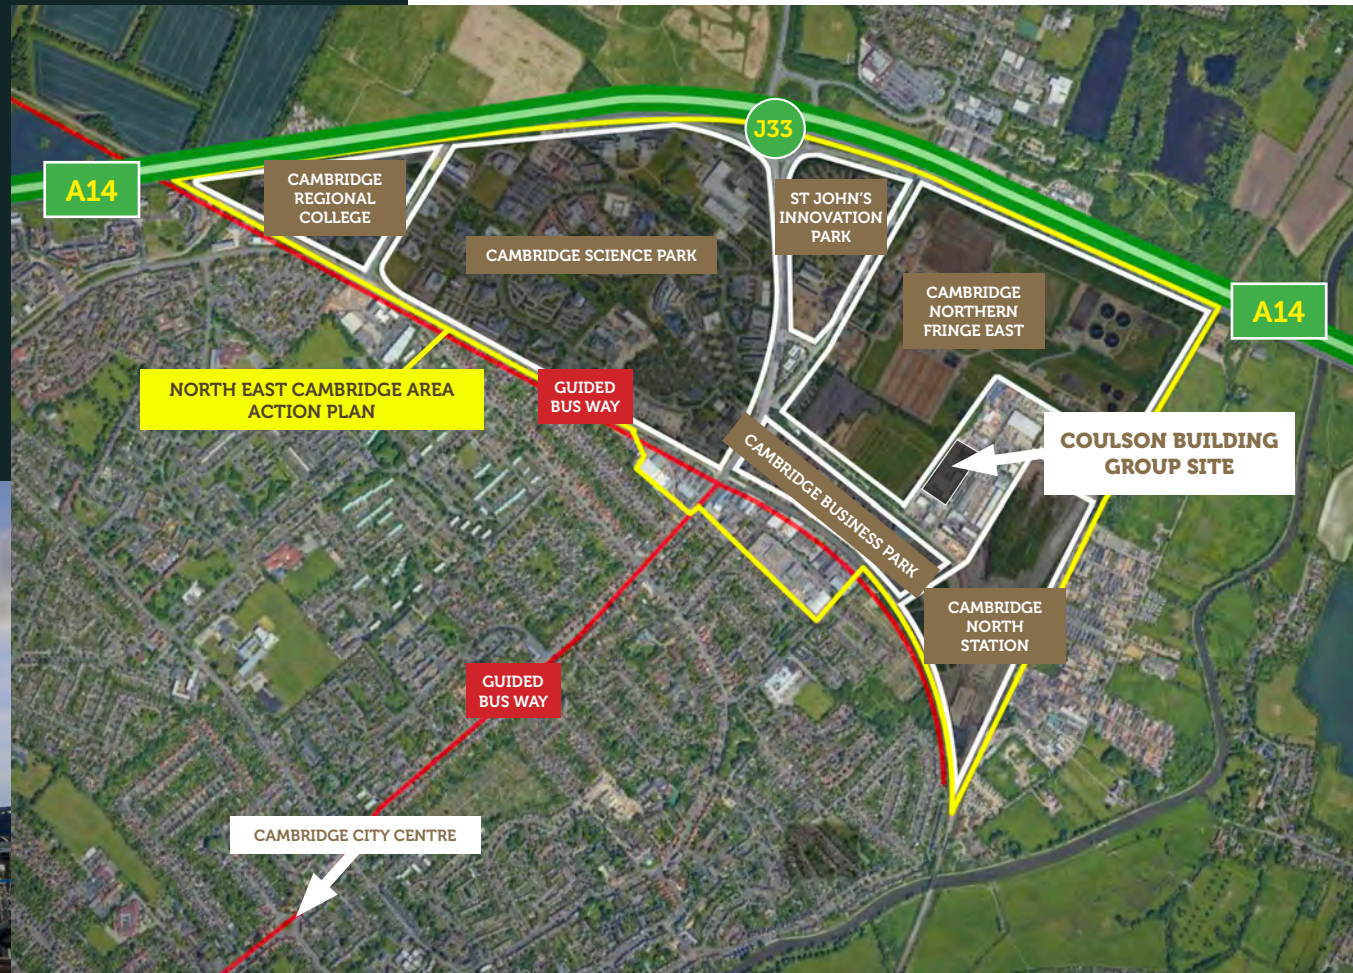 J33
A14
CAMBRIDGE
REGIONAL
COLLEGE
ST JOHN'S
INNOVATION
PARK
CAMBRIDGE SCIENCE PARK
CAMBRIDGE
NORTHERN
FRINGE EAST
A14
NORTH EAST CAMBRIDGE AREA
ACTION PLAN
GUIDED
BUS WAY
COULSON BUILDING
GROUP SITE
CAMBRIDGE BUSINESS PARK
CAMBRIDGE
NORTH
STATION
GUIDED
BUS WAY
CAMBRIDGE CITY CENTRE